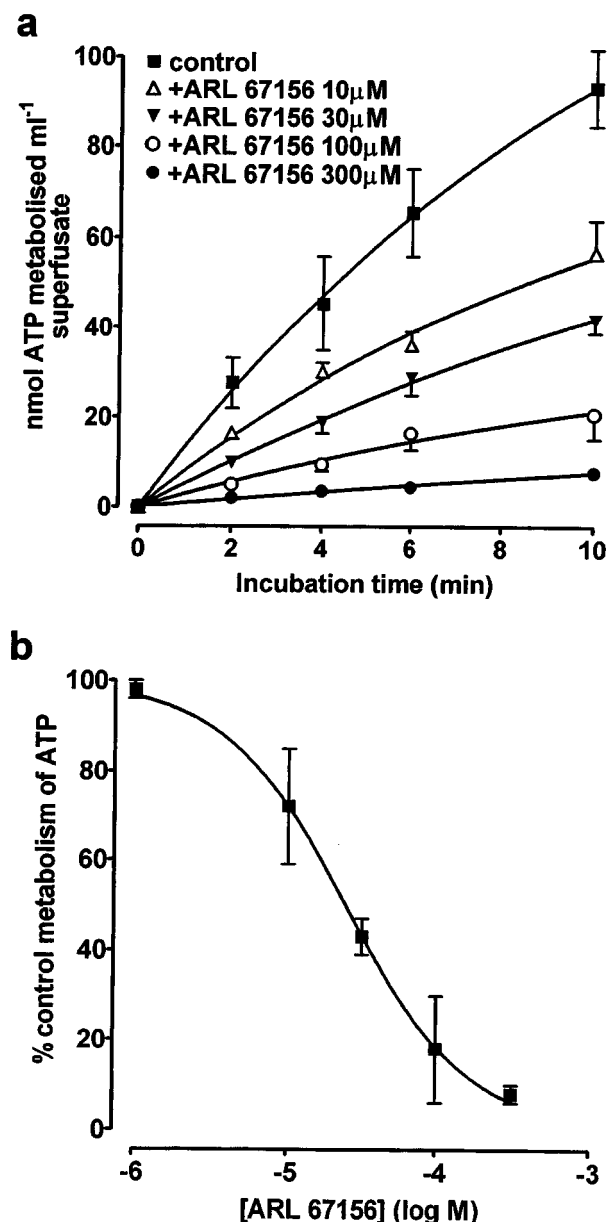 a
100
80
60
40
20
0
nmol ATP metabolised ml⁻¹
superfusate
control
+ARL 67156 10μM
+ARL 67156 30μM
+ARL 67156 100μM
+ARL 67156 300μM
0 2 4 6 8 10
Incubation time (min)
b
100
80
60
40
20
0
% control metabolism of ATP
-6 -5 -4 -3
[ARL 67156] (log M)